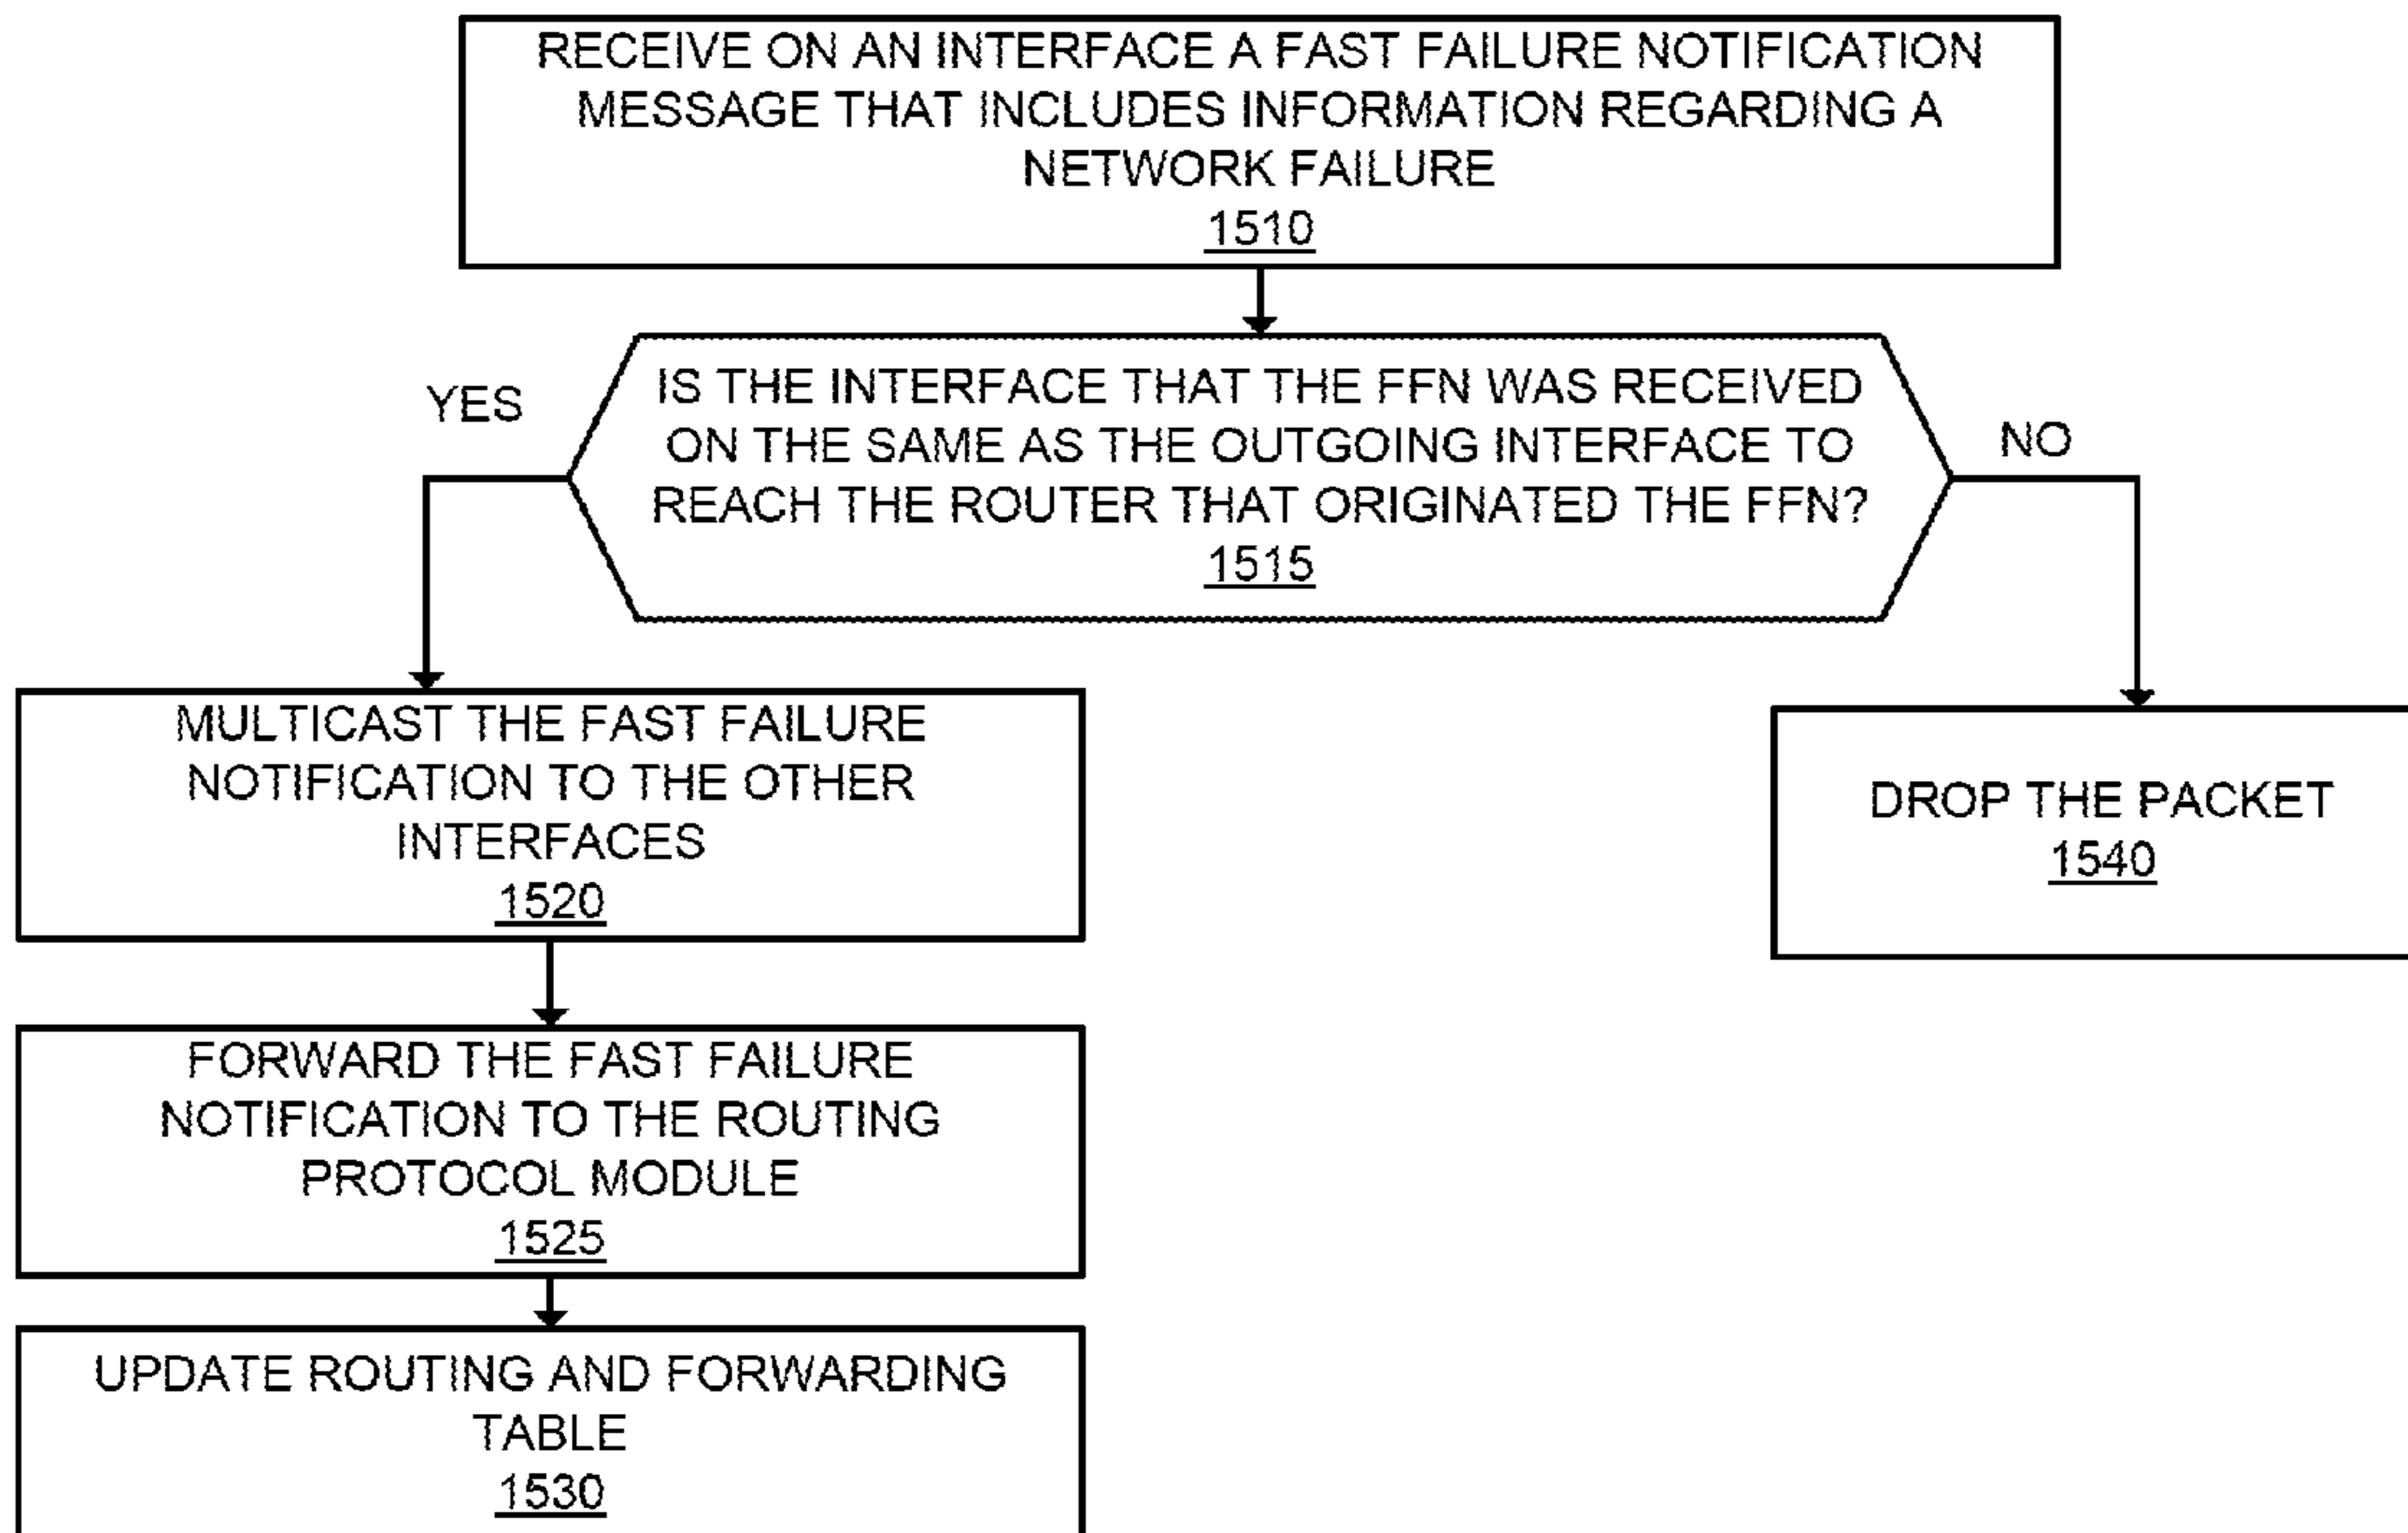 RECEIVE ON AN INTERFACE A FAST FAILURE NOTIFICATION
MESSAGE THAT INCLUDES INFORMATION REGARDING A
NETWORK FAILURE
1510
YES
IS THE INTERFACE THAT THE FFN WAS RECEIVED
ON THE SAME AS THE OUTGOING INTERFACE TO
REACH THE ROUTER THAT ORIGINATED THE FFN?
1515
NO
MULTICAST THE FAST FAILURE
NOTIFICATION TO THE OTHER
INTERFACES
1520
DROP THE PACKET
1540
FORWARD THE FAST FAILURE
NOTIFICATION TO THE ROUTING
PROTOCOL MODULE
1525
UPDATE ROUTING AND FORWARDING
TABLE
1530